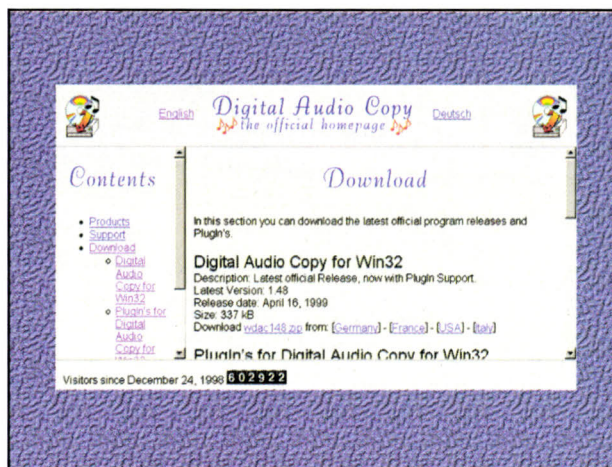 English
Digital Audio Copy
the official homepage
Deutsch
Contents
Products
Support
Download
Digital
Audio
Copy for
Win32
PlugIn's for
Digital
Audio
Copy for
Win32
Download
In this section you can download the latest official program releases and
PlugIn's.
Digital Audio Copy for Win32
Description: Latest official Release, now with PlugIn Support.
Latest Version: 1.48
Release date: April 16, 1999
Size: 337 kB
Download wdac148.zip from: [Germany] - [France] - [USA] - [Italy]
PlugIn's for Digital Audio Copy for Win32
Visitors since December 24, 1998 602922